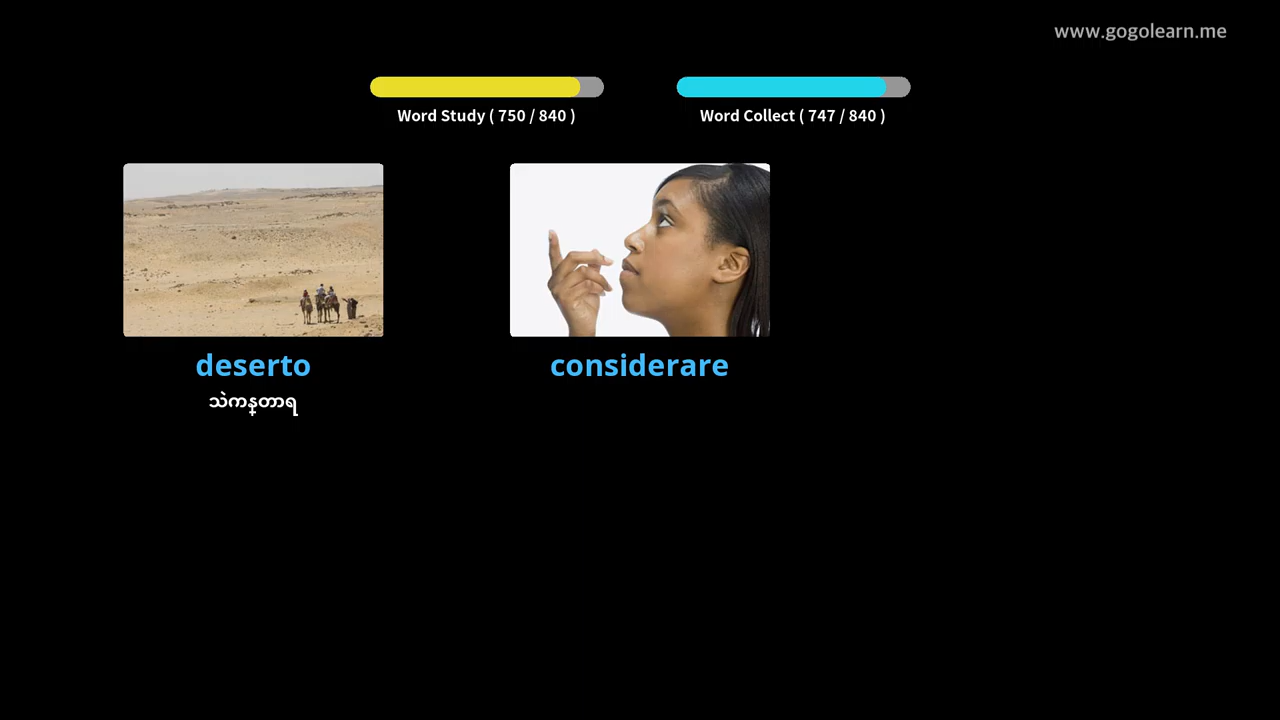 www.gogolearn.me
Word Study ( 750 / 840 )
Word Collect ( 747 / 840 )
deserto
considerare
သဲကန္တာရ